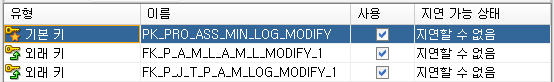 유형 이름 사용 지연 가능 상태
기본 키 PK_PRO_ASS_MIN_LOG_MODIFY 지연할 수 없음
외래 키 FK_P_A_M_L_A_M_L_MODIFY_1 지연할 수 없음
외래 키 FK_P_J_T_P_A_M_LOG_MODIFY_1 지연할 수 없음